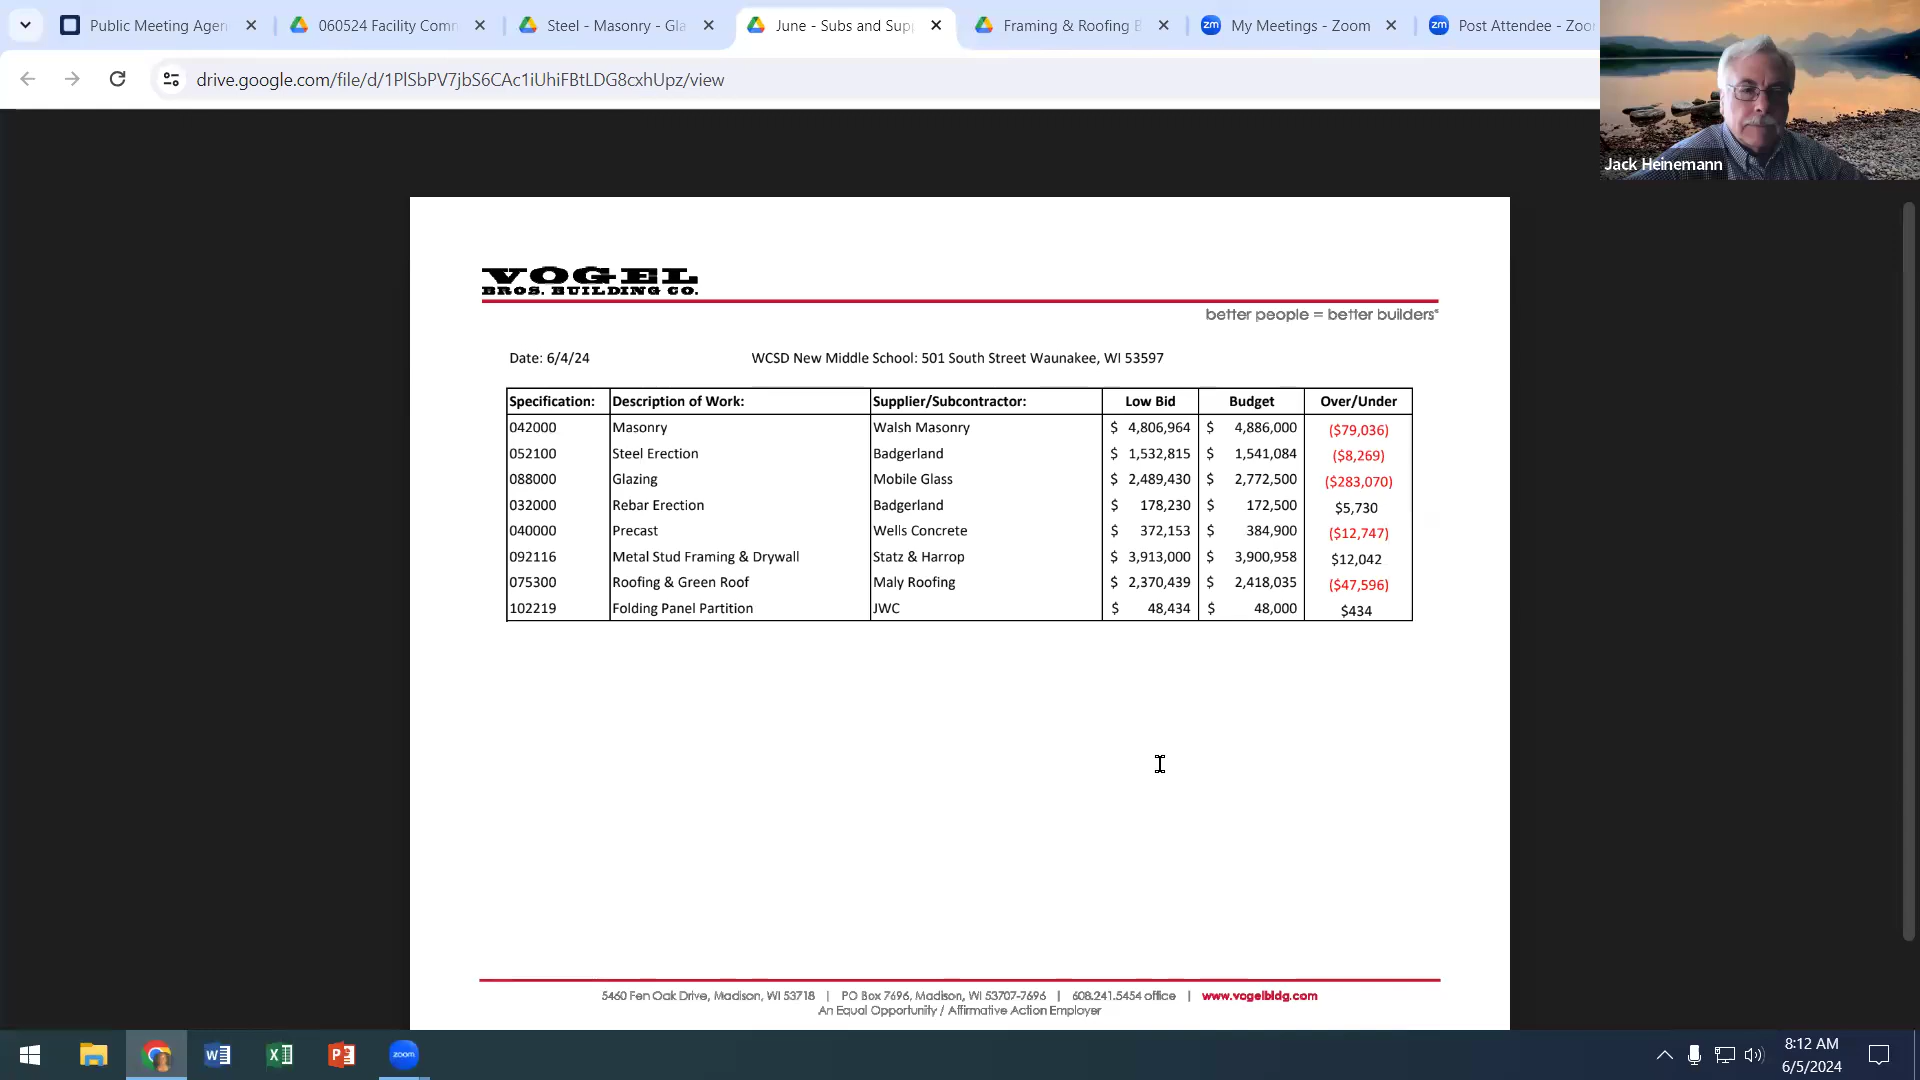 Public Meeting Agen
060524 Facility Comm
Steel - Masonry - Gla
June - Subs and Supp
Framing & Roofing B
zm My Meetings - Zoom
zm Post Attendee - Zoo
drive.google.com/file/d/1PlSbPV7jbS6CAc1iUhiFBtLDG8cxhUpz/view
Jack Heinemann
VOGEL
BROS. BUILDING CO.
better people = better builders®
Date: 6/4/24 WCSD New Middle School: 501 South Street Waunakee, WI 53597
Specification: Description of Work: Supplier/Subcontractor: Low Bid Budget Over/Under
042000 Masonry Walsh Masonry $ 4,806,964 $ 4,886,000 ($79,036)
052100 Steel Erection Badgerland $ 1,532,815 $ 1,541,084 ($8,269)
088000 Glazing Mobile Glass $ 2,489,430 $ 2,772,500 ($283,070)
032000 Rebar Erection Badgerland $ 178,230 $ 172,500 $5,730
040000 Precast Wells Concrete $ 372,153 $ 384,900 ($12,747)
092116 Metal Stud Framing & Drywall Statz & Harrop $ 3,913,000 $ 3,900,958 $12,042
075300 Roofing & Green Roof Maly Roofing $ 2,370,439 $ 2,418,035 ($47,596)
102219 Folding Panel Partition JWC $ 48,434 $ 48,000 $434
5460 Fen Oak Drive, Madison, WI 53718 | PO Box 7696, Madison, WI 53707-7696 | 608.241.5454 office | www.vogelbldg.com
An Equal Opportunity / Affirmative Action Employer
zoom
8:12 AM
6/5/2024